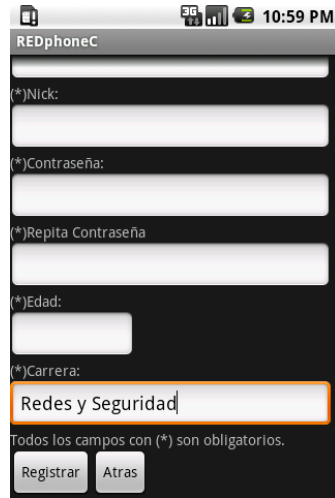 3G 10:59 PM
REDphoneC
(*)Nick:
(*)Contraseña:
(*)Repita Contraseña
(*)Edad:
(*)Carrera:
Redes y Seguridad
Todos los campos con (*) son obligatorios.
Registrar Atras